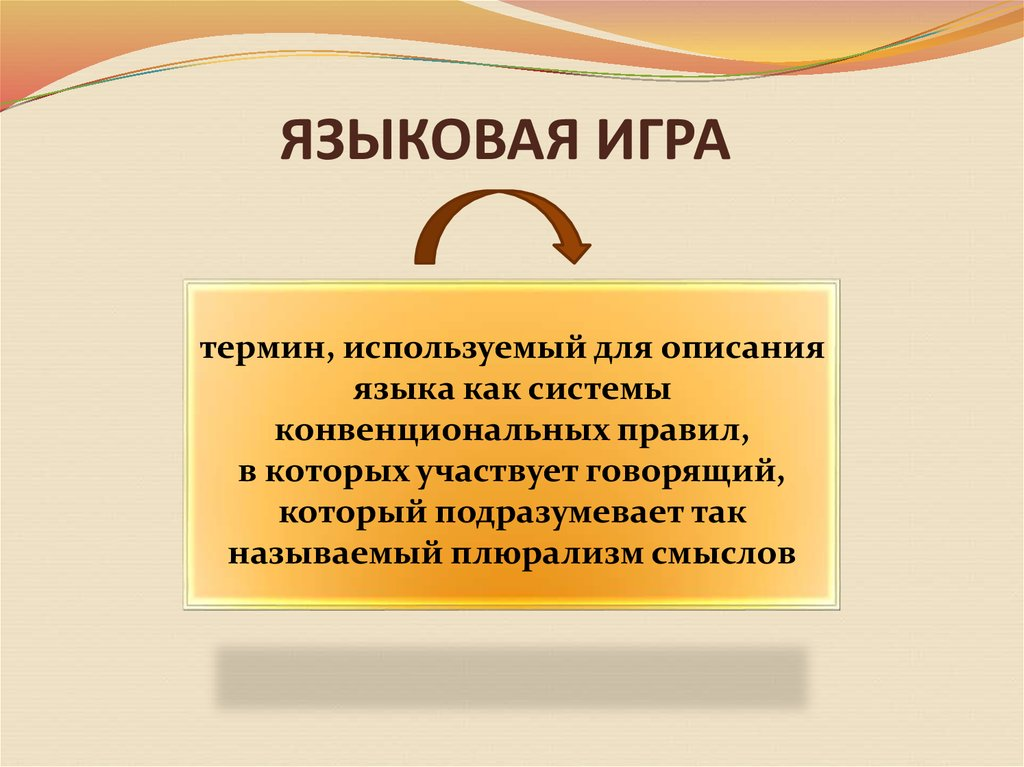 ЯЗЫКОВАЯ ИГРА
термин, используемый для описания
языка как системы
конвенциональных правил,
в которых участвует говорящий,
который подразумевает так
называемый плюрализм смыслов